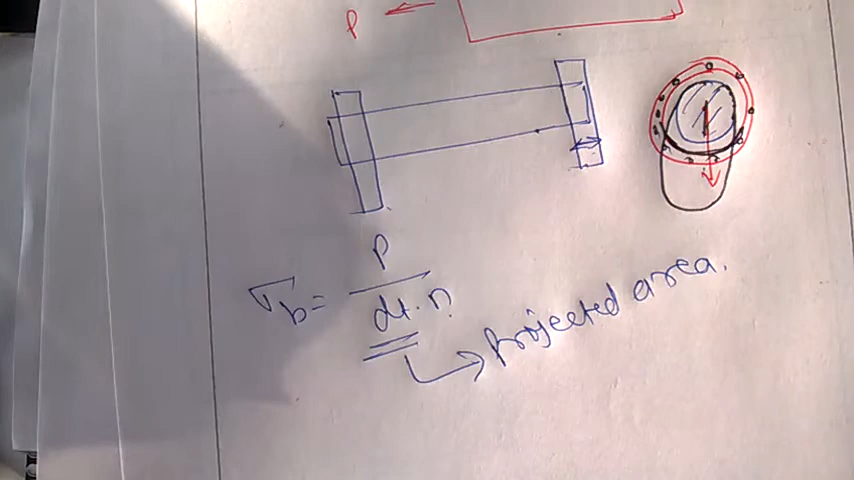 P
σb = P / dt.n
Projected area.